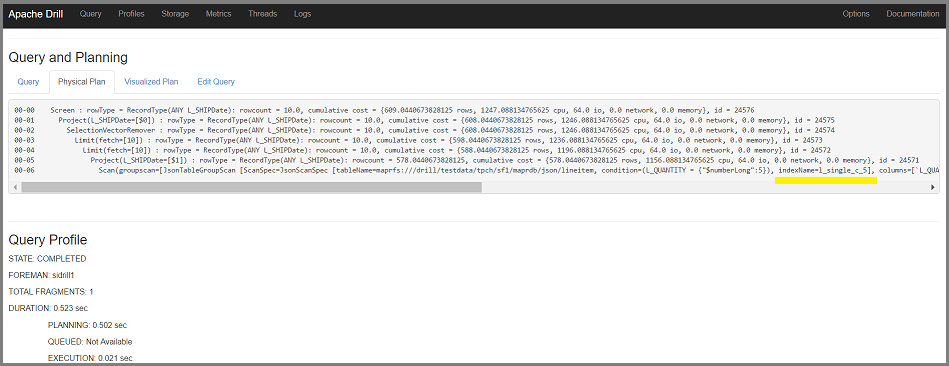 Apache Drill Query Profiles Storage Metrics Threads Logs Options Documentation
Query and Planning
Query Physical Plan Visualized Plan Edit Query
00-00 Screen : rowType = RecordType(ANY L_SHIPDate): rowcount = 10.0, cumulative cost = {609.0440673828125 rows, 1247.088134765625 cpu, 64.0 io, 0.0 network, 0.0 memory}, id = 24576
00-01 Project(L_SHIPDate=[$0]) : rowType = RecordType(ANY L_SHIPDate): rowcount = 10.0, cumulative cost = {608.0440673828125 rows, 1246.088134765625 cpu, 64.0 io, 0.0 network, 0.0 memory}, id = 24575
00-02 SelectionVectorRemover : rowType = RecordType(ANY L_SHIPDate): rowcount = 10.0, cumulative cost = {608.0440673828125 rows, 1246.088134765625 cpu, 64.0 io, 0.0 network, 0.0 memory}, id = 24574
00-03 Limit(fetch=[10]) : rowType = RecordType(ANY L_SHIPDate): rowcount = 10.0, cumulative cost = {598.0440673828125 rows, 1236.088134765625 cpu, 64.0 io, 0.0 network, 0.0 memory}, id = 24573
00-04 Limit(fetch=[10]) : rowType = RecordType(ANY L_SHIPDate): rowcount = 10.0, cumulative cost = {588.0440673828125 rows, 1196.088134765625 cpu, 64.0 io, 0.0 network, 0.0 memory}, id = 24572
00-05 Project(L_SHIPDate=[$1]) : rowType = RecordType(ANY L_SHIPDate): rowcount = 578.0440673828125, cumulative cost = {578.0440673828125 rows, 1156.088134765625 cpu, 64.0 io, 0.0 network, 0.0 memory}, id = 24571
00-06 Scan(groupscan=[JsonTableGroupScan [ScanSpec=JsonScanSpec [tableName=maprfs:///drill/testdata/tpch/sf1/maprdb/json/lineitem, condition=(L_QUANTITY = {"$numberLong":5}), indexName=l_single_c_5], columns=[`L_QUA
Query Profile
STATE: COMPLETED
FOREMAN: sidrill1
TOTAL FRAGMENTS: 1
DURATION: 0.523 sec
PLANNING: 0.502 sec
QUEUED: Not Available
EXECUTION: 0.021 sec